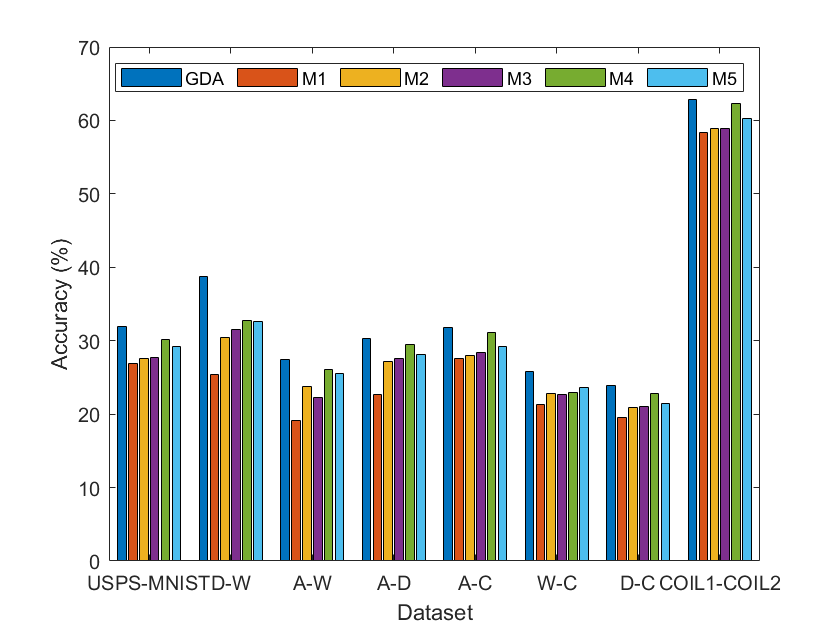 70
60
50
40
30
20
10
0
Accuracy (%)
GDA M1 M2 M3 M4 M5
USPS-MNIST D-W A-W A-D A-C W-C D-C COIL1-COIL2
Dataset